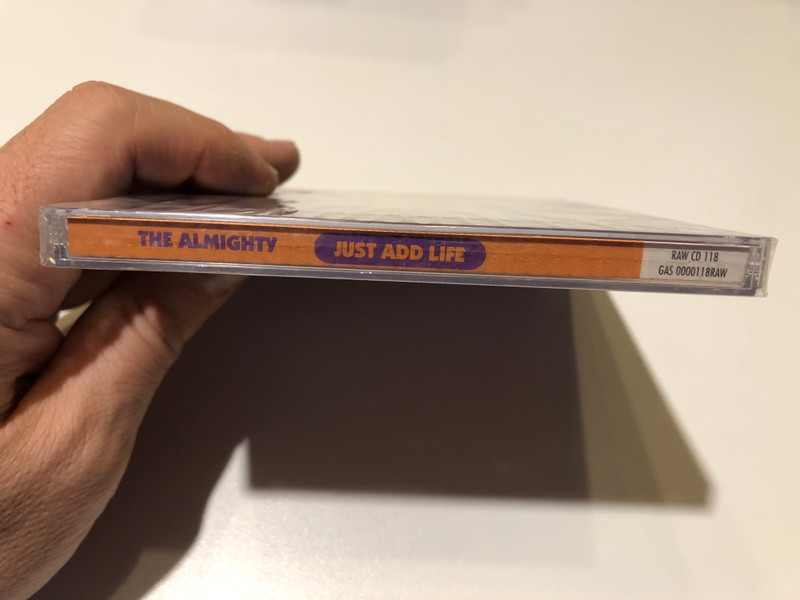 THE ALMIGHTY JUST ADD LIFE
RAW CD 118
GAS 0000118RAW